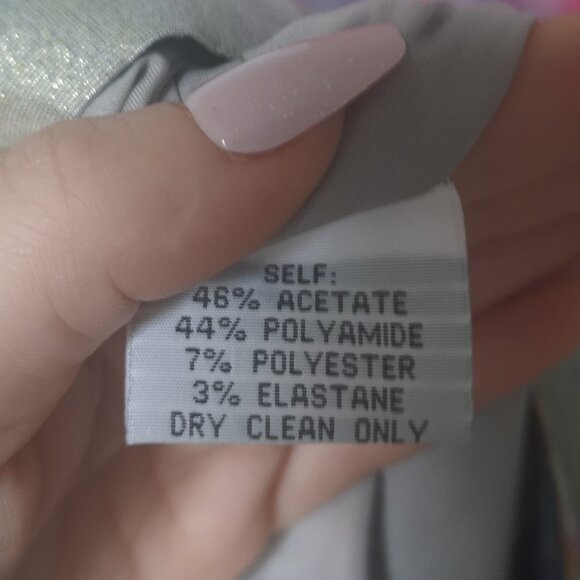 SELF:
46% ACETATE
44% POLYAMIDE
7% POLYESTER
3% ELASTANE
DRY CLEAN ONLY